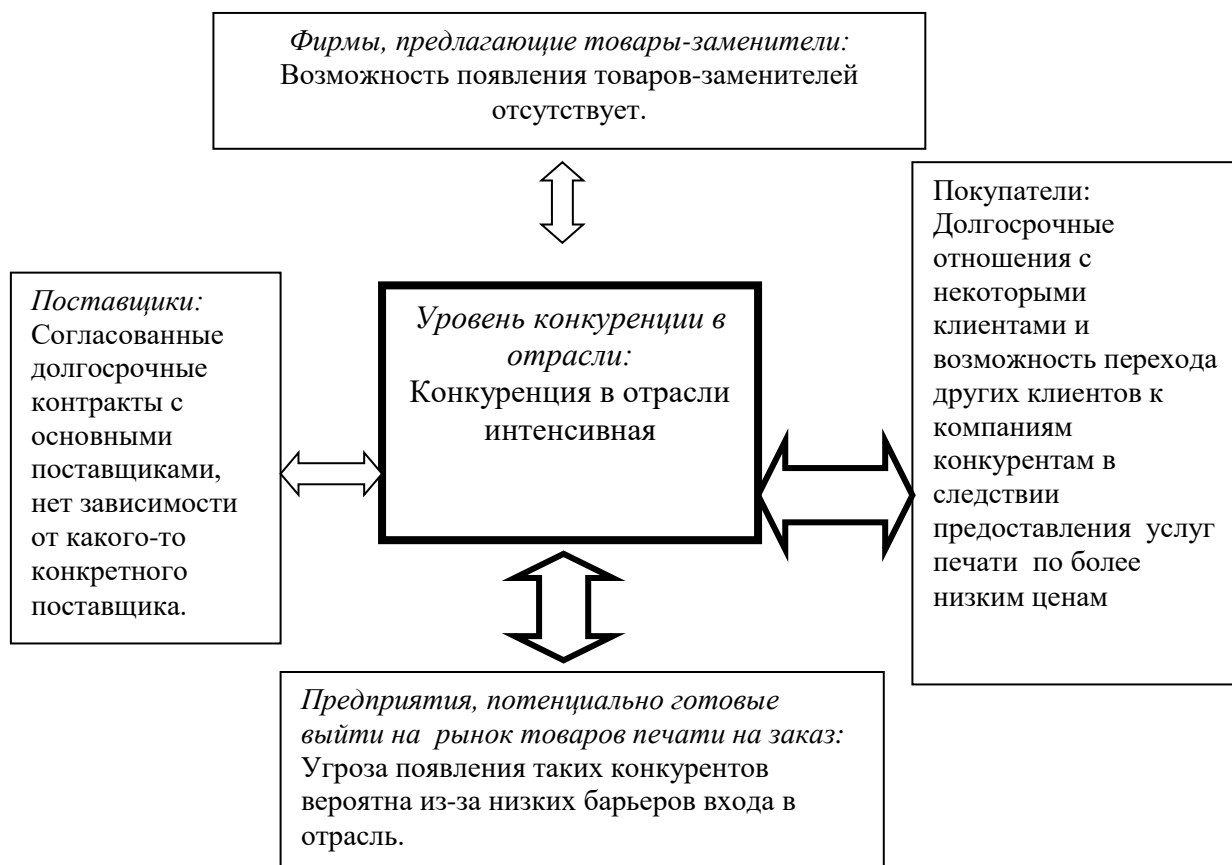 Фирмы, предлагающие товары-заменители:
Возможность появления товаров-заменителей
отсутствует.
Поставщики:
Согласованные
долгосрочные
контракты с
основными
поставщиками,
нет зависимости
от какого-то
конкретного
поставщика.
Уровень конкуренции в
отрасли:
Конкуренция в отрасли
интенсивная
Покупатели:
Долгосрочные
отношения с
некоторыми
клиентами и
возможность перехода
других клиентов к
компаниям
конкурентам в
следствии
предоставления услуг
печати по более
низким ценам
Предприятия, потенциально готовые
выйти на рынок товаров печати на заказ:
Угроза появления таких конкурентов
вероятна из-за низких барьеров входа в
отрасль.